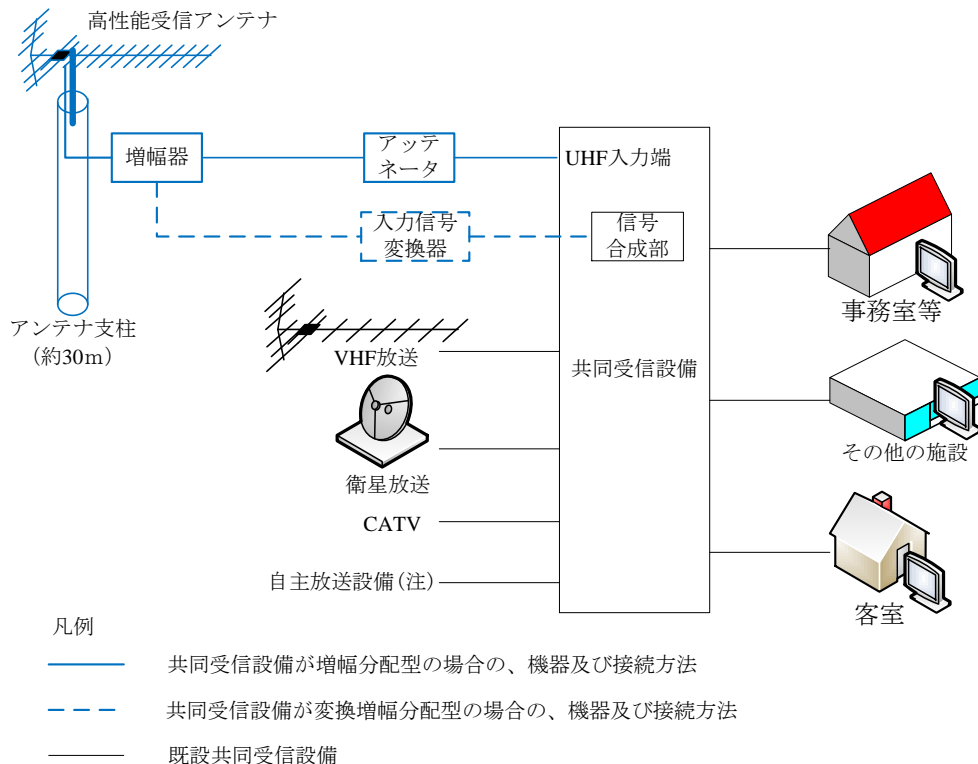 高性能受信アンテナ
増幅器
アッテ
ネータ
UHF入力端
入力信号
変換器
信号
合成部
アンテナ支柱
(約30m)
事務室等
VHF放送
共同受信設備
その他の施設
衛星放送
CATV
自主放送設備(注)
客室
凡例
共同受信設備が増幅分配型の場合の、機器及び接続方法
共同受信設備が変換増幅分配型の場合の、機器及び接続方法
既設共同受信設備